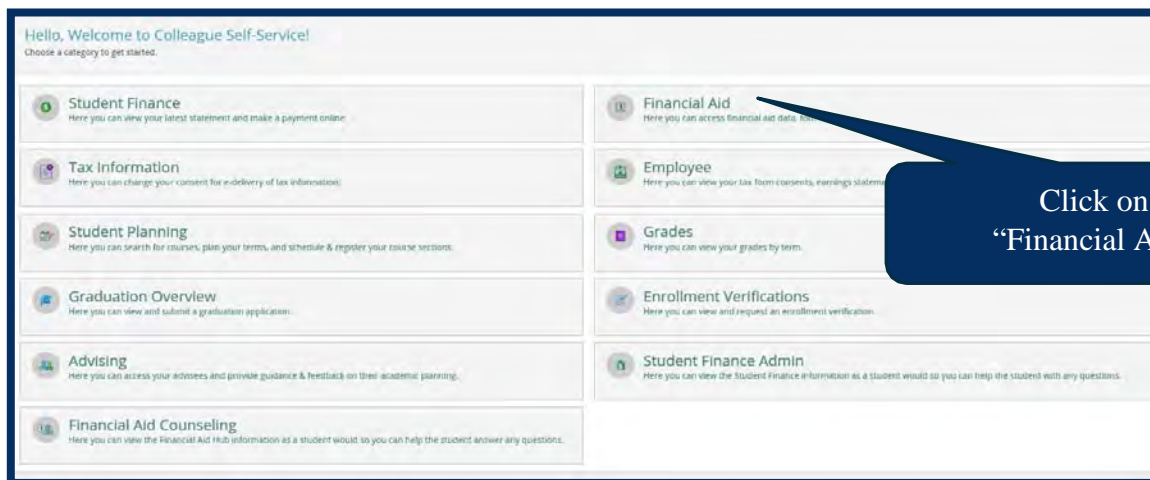 Hello, Welcome to Colleague Self-Service!
Choose a category to get started.
Student Finance
Here you can view your latest statement and make a payment online.
Financial Aid
Here you can access financial aid data,
Tax Information
Here you can change your consent for e-delivery of tax information.
Employee
Here you can view your tax form consents, earnings
Click on
“Financial A
Student Planning
Here you can search for courses, plan your terms, and schedule & register your course sections.
Grades
Here you can view your grades by term.
Graduation Overview
Here you can view and submit a graduation application.
Enrollment Verifications
Here you can view and request an enrollment verification.
Advising
Here you can access your advisees and provide guidance & feedback on their academic planning.
Student Finance Admin
Here you can view the Student Finance information as a student would so you can help the student with any questions.
Financial Aid Counseling
Here you can view the Financial Aid Hub information as a student would so you can help the student answer any questions.